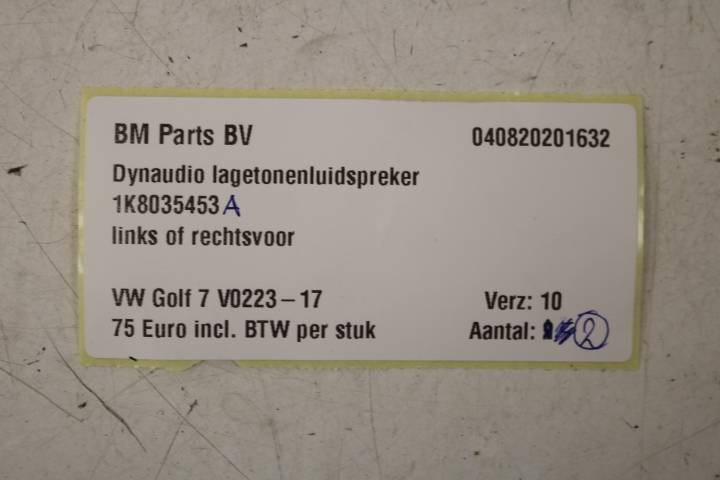 BM Parts BV 040820201632
Dynaudio lagetonenluidspreker
1K8035453A
links of rechtsvoor
VW Golf 7 V0223-17 Verz: 10
75 Euro incl. BTW per stuk Aantal: 2